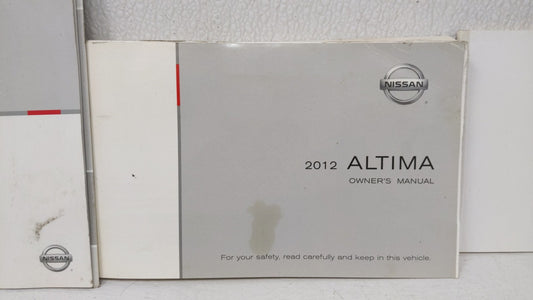 NISSAN
2012 ALTIMA
OWNER'S MANUAL
For your safety, read carefully and keep in this vehicle.
NISSAN